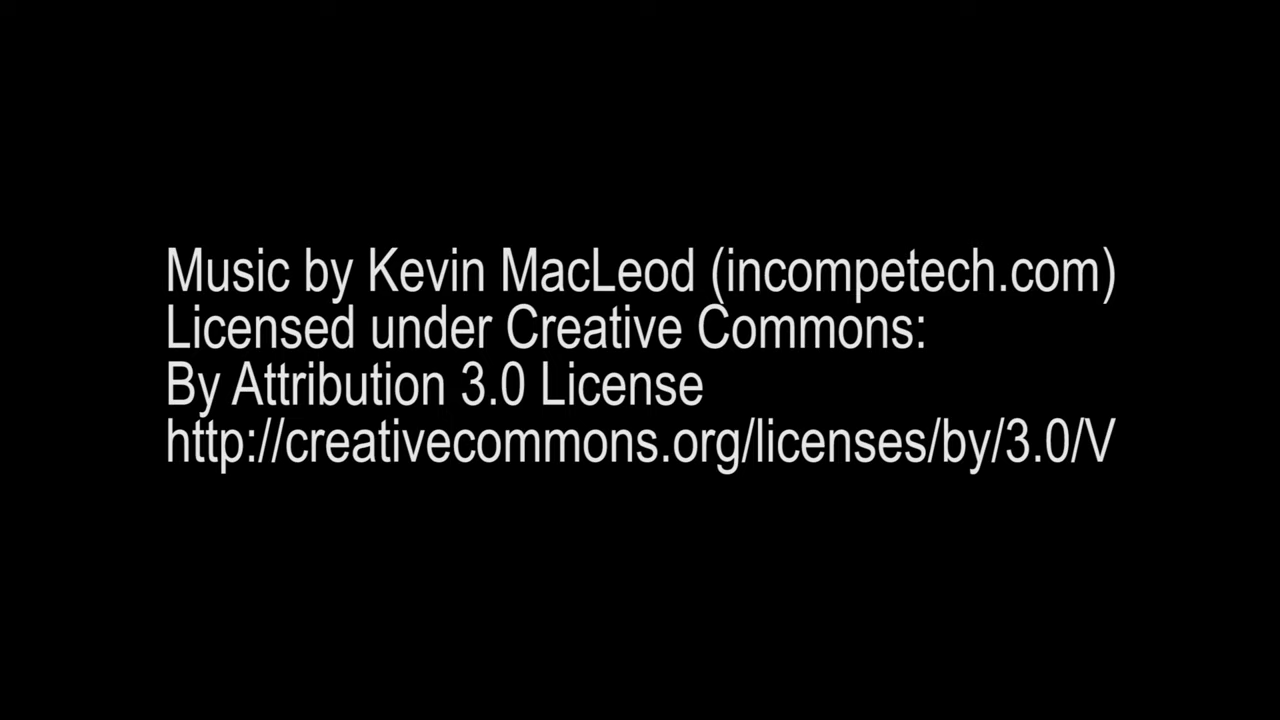 Music by Kevin MacLeod (incompetech.com)
Licensed under Creative Commons:
By Attribution 3.0 License
http://creativecommons.org/licenses/by/3.0/V